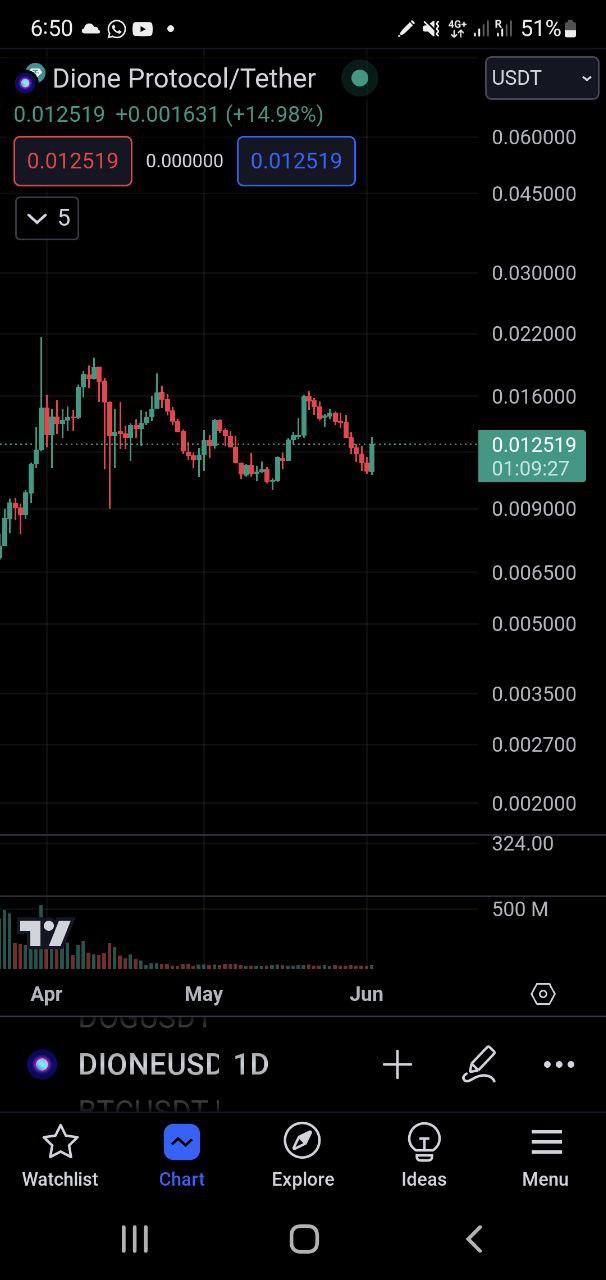 6:50 4G+ R 51%
Dione Protocol/Tether
USDT
0.012519 +0.001631 (+14.98%)
0.012519 0.000000 0.012519
5
0.060000
0.045000
0.030000
0.022000
0.016000
0.012519
01:09:27
0.009000
0.006500
0.005000
0.003500
0.002700
0.002000
324.00
500 M
Apr May Jun
DOGUSDT
DIONEUSD 1D
BTCUSDT
Watchlist Chart Explore Ideas Menu